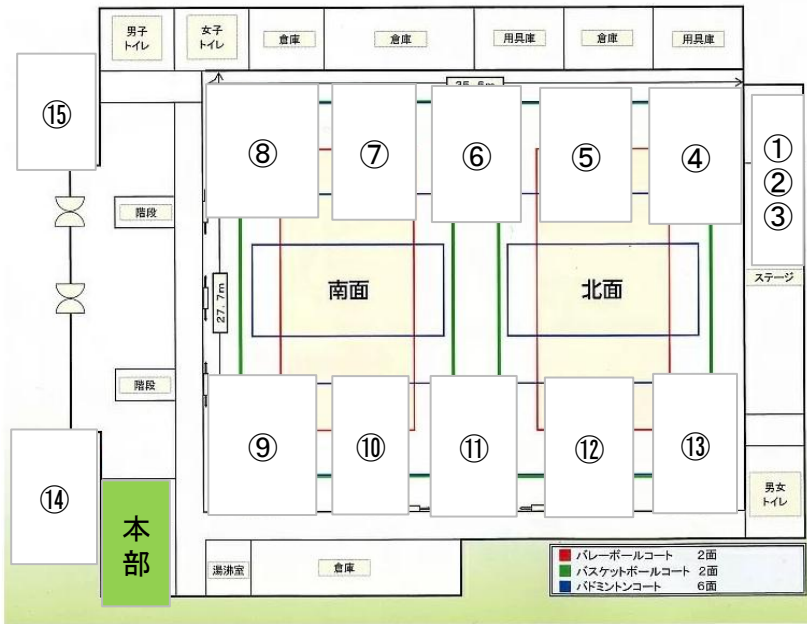 男子
トイレ
女子
トイレ
倉庫
倉庫
用具庫
倉庫
用具庫
⑮
⑧
⑦
⑥
⑤
④
①
②
③
階段
27.7m
南面
北面
ステージ
階段
⑨
⑩
⑪
⑫
⑬
⑭
本
部
男女
トイレ
湯沸室
倉庫
バレーボールコート 2面
バスケットボールコート 2面
バドミントンコート 6面